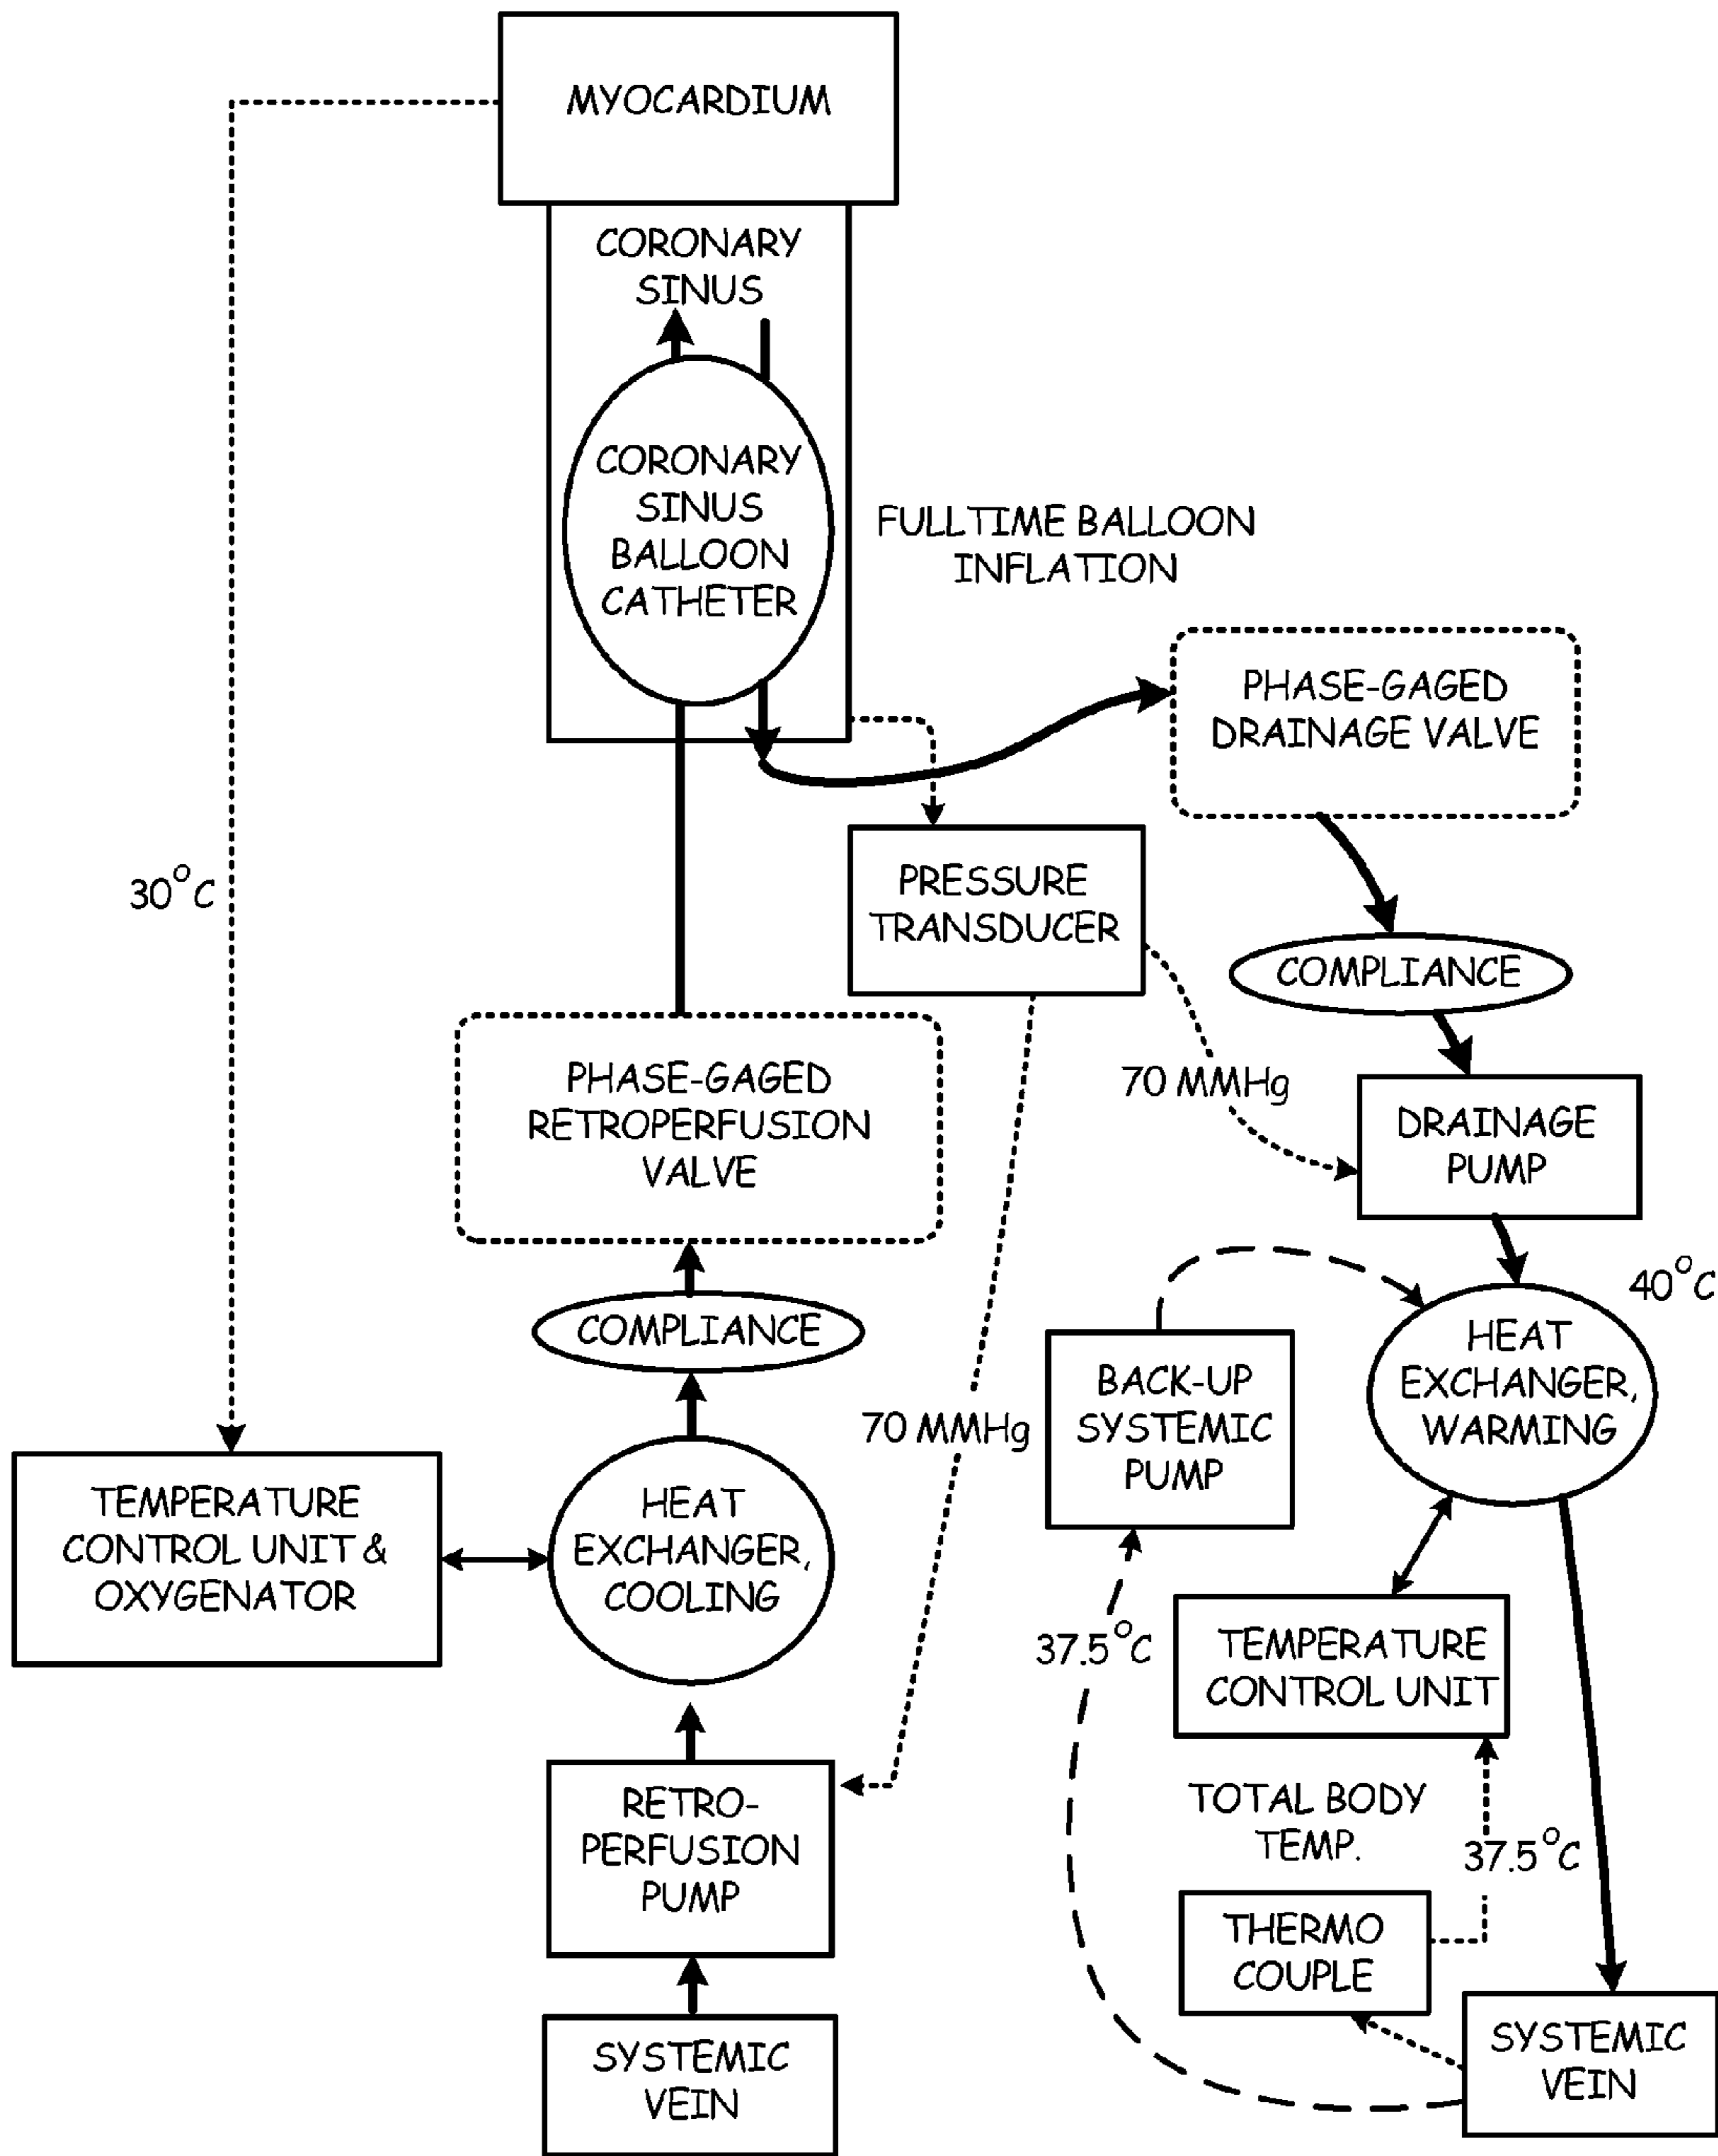 MYOCARDIUM
CORONARY
SINUS
CORONARY
SINUS
BALLOON
CATHETER
FULLTIME BALLOON
INFLATION
PHASE-GAGED
DRAINAGE VALVE
30°C
PRESSURE
TRANSDUCER
COMPLIANCE
70 MMHg
PHASE-GAGED
RETROPERFUSION
VALVE
DRAINAGE
PUMP
40°C
COMPLIANCE
HEAT
EXCHANGER,
WARMING
BACK-UP
SYSTEMIC
PUMP
70 MMHg
TEMPERATURE
CONTROL UNIT &
OXYGENATOR
HEAT
EXCHANGER,
COOLING
37.5°C
TEMPERATURE
CONTROL UNIT
RETRO-
PERFUSION
PUMP
TOTAL BODY
TEMP.
37.5°C
THERMO
COUPLE
SYSTEMIC
VEIN
SYSTEMIC
VEIN